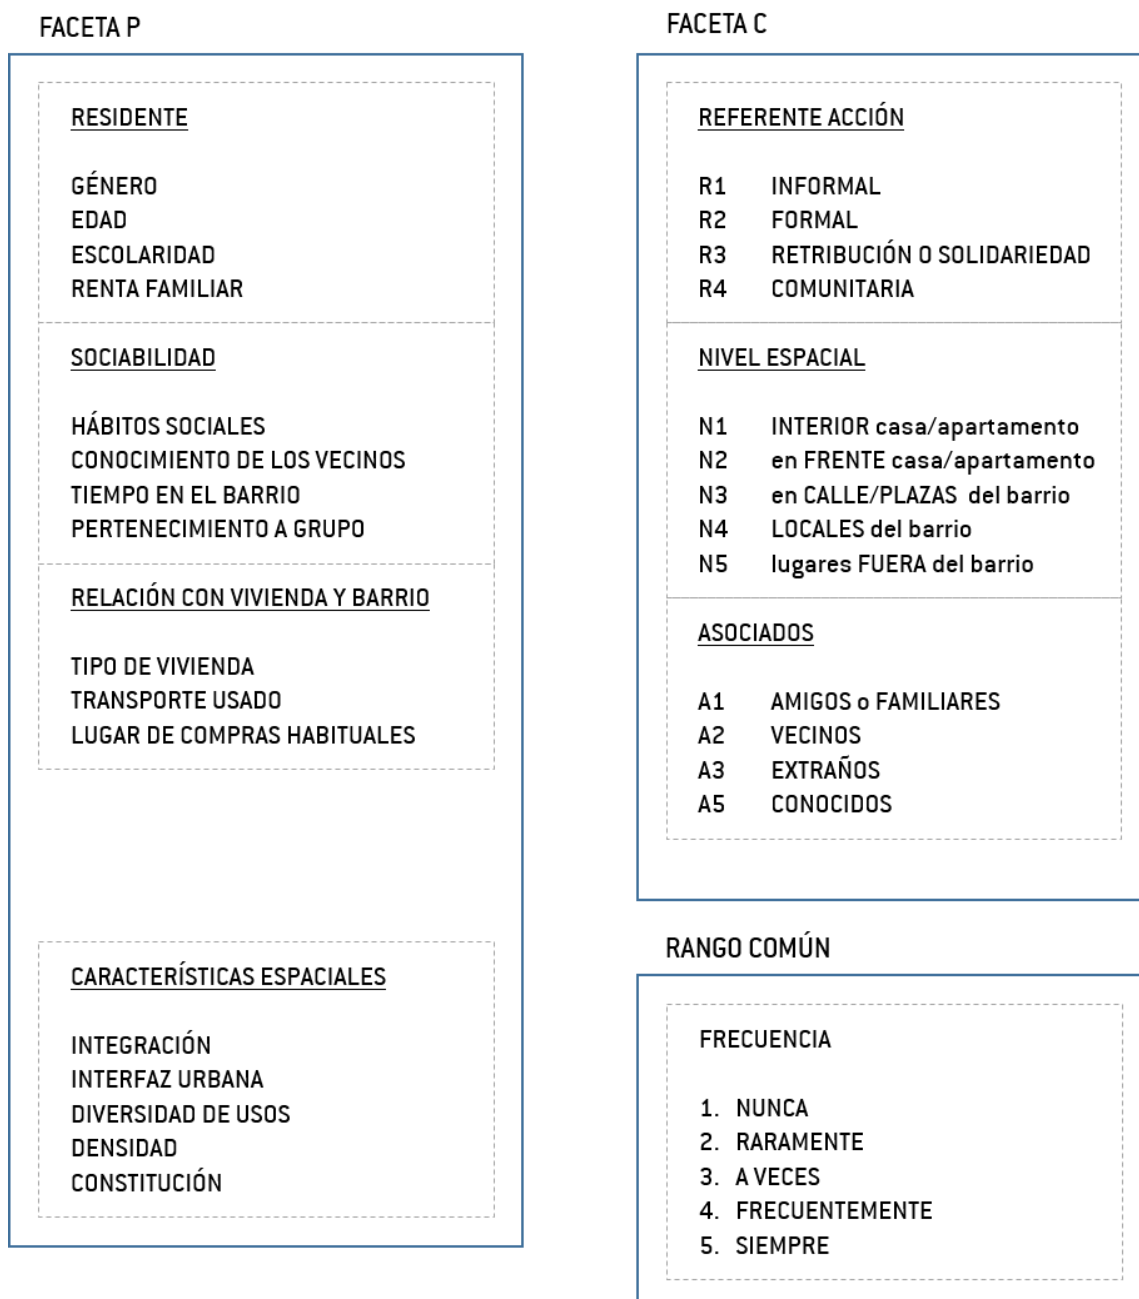 FACETA P
RESIDENTE
GÉNERO
EDAD
ESCOLARIDAD
RENTA FAMILIAR
SOCIABILIDAD
HÁBITOS SOCIALES
CONOCIMIENTO DE LOS VECINOS
TIEMPO EN EL BARRIO
PERTENECIMIENTO A GRUPO
RELACIÓN CON VIVIENDA Y BARRIO
TIPO DE VIVIENDA
TRANSPORTE USADO
LUGAR DE COMPRAS HABITUALES
CARACTERÍSTICAS ESPACIALES
INTEGRACIÓN
INTERFAZ URBANA
DIVERSIDAD DE USOS
DENSIDAD
CONSTITUCIÓN
FACETA C
REFERENTE ACCIÓN
R1 INFORMAL
R2 FORMAL
R3 RETRIBUCIÓN O SOLIDARIEDAD
R4 COMUNITARIA
NIVEL ESPACIAL
N1 INTERIOR casa/apartamento
N2 en FRENTE casa/apartamento
N3 en CALLE/PLAZAS del barrio
N4 LOCALES del barrio
N5 lugares FUERA del barrio
ASOCIADOS
A1 AMIGOS o FAMILIARES
A2 VECINOS
A3 EXTRAÑOS
A5 CONOCIDOS
RANGO COMÚN
FRECUENCIA
1. NUNCA
2. RARAMENTE
3. A VECES
4. FRECUENTEMENTE
5. SIEMPRE